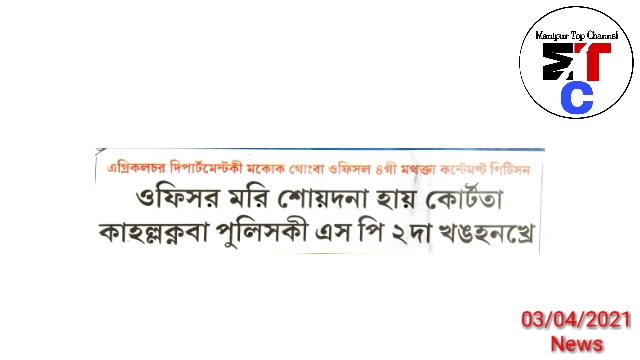 Manipur Top Channel
MTC
এগ্রিকলচর দিপার্টমেন্টকী মকোক থোংবা ওফিসল ৪গী মথক্তা কন্টেমপ্ট পিটিসন
ওফিসর মরি শোয়দনা হায় কোর্টতা
কাহল্লক্নবা পুলিসকী এস পি ২দা খঙহনখ্রে
03/04/2021
News